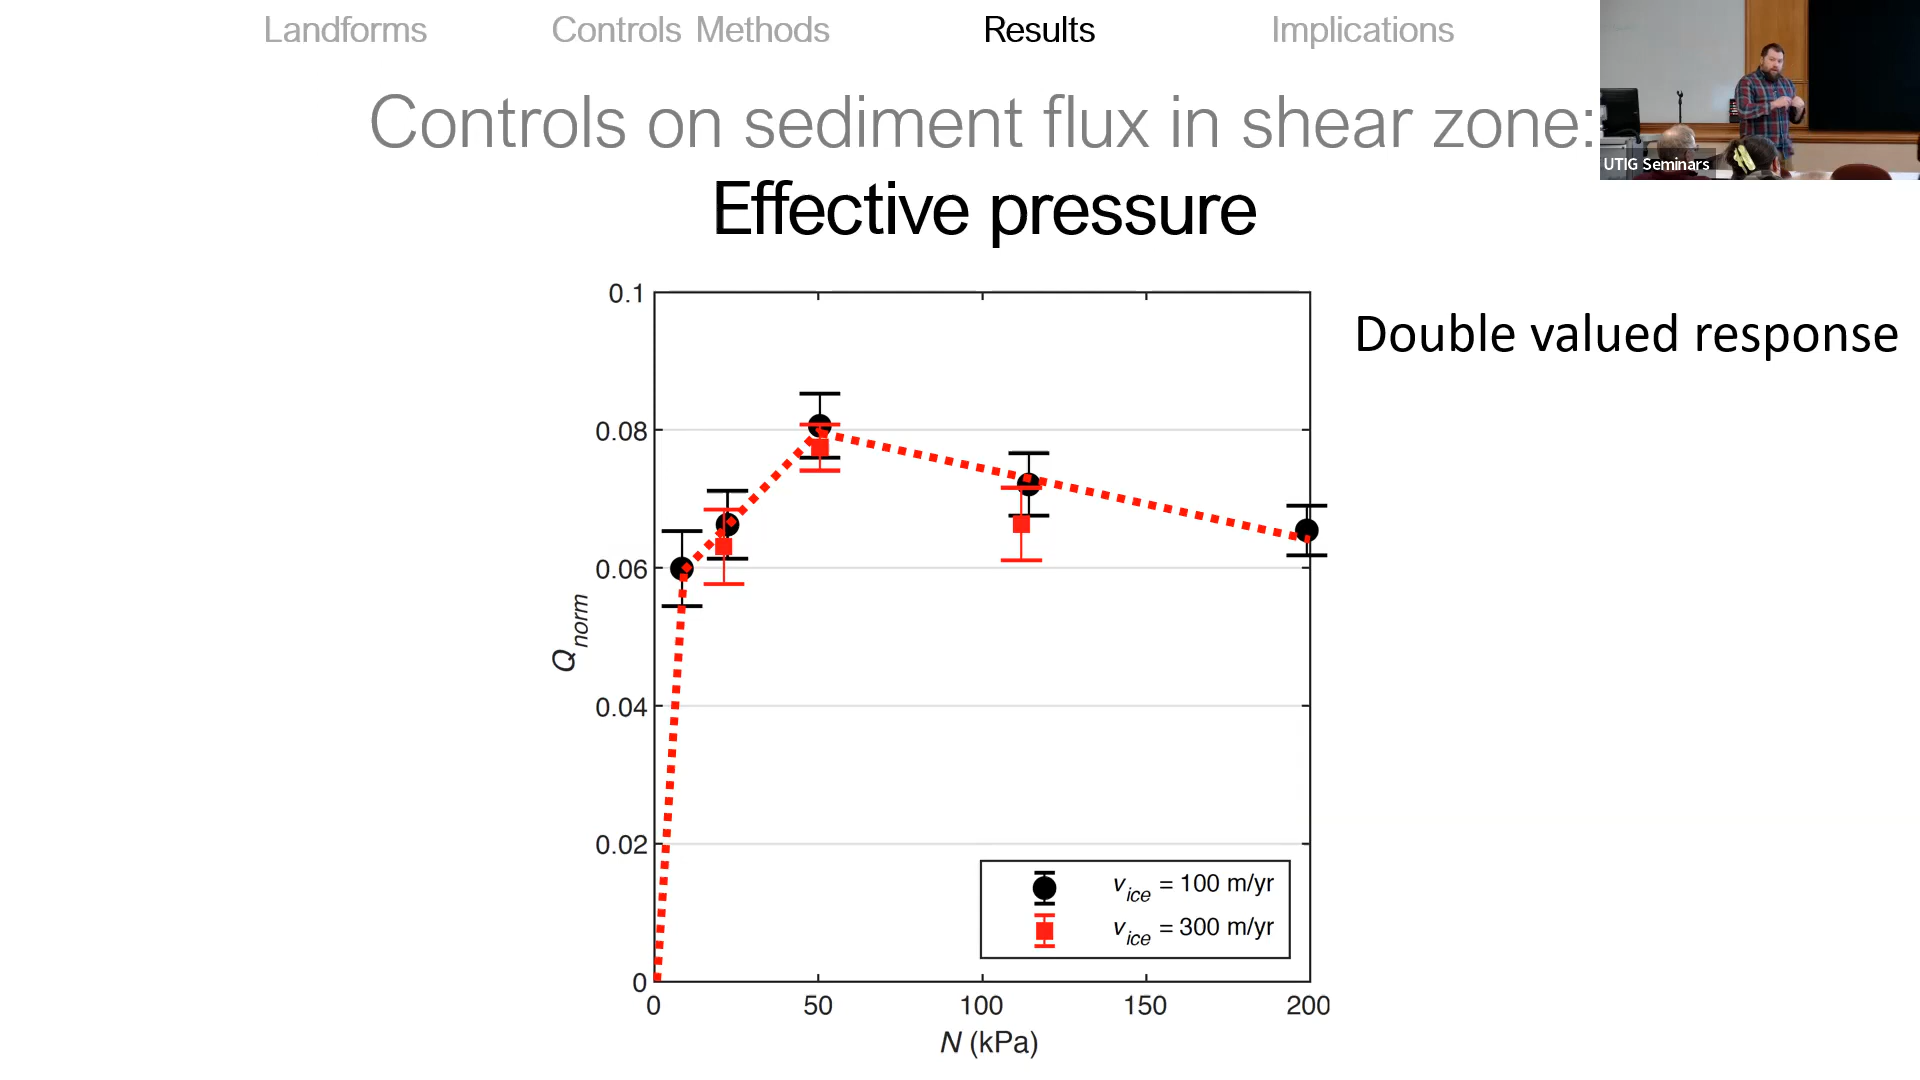 Landforms Controls Methods Results Implications
Controls on sediment flux in shear zone:
Effective pressure
UTIG Seminars
Double valued response
0.1
0.08
0.06
0.04
0.02
0
Qnorm
vice = 100 m/yr
vice = 300 m/yr
0 50 100 150 200
N (kPa)